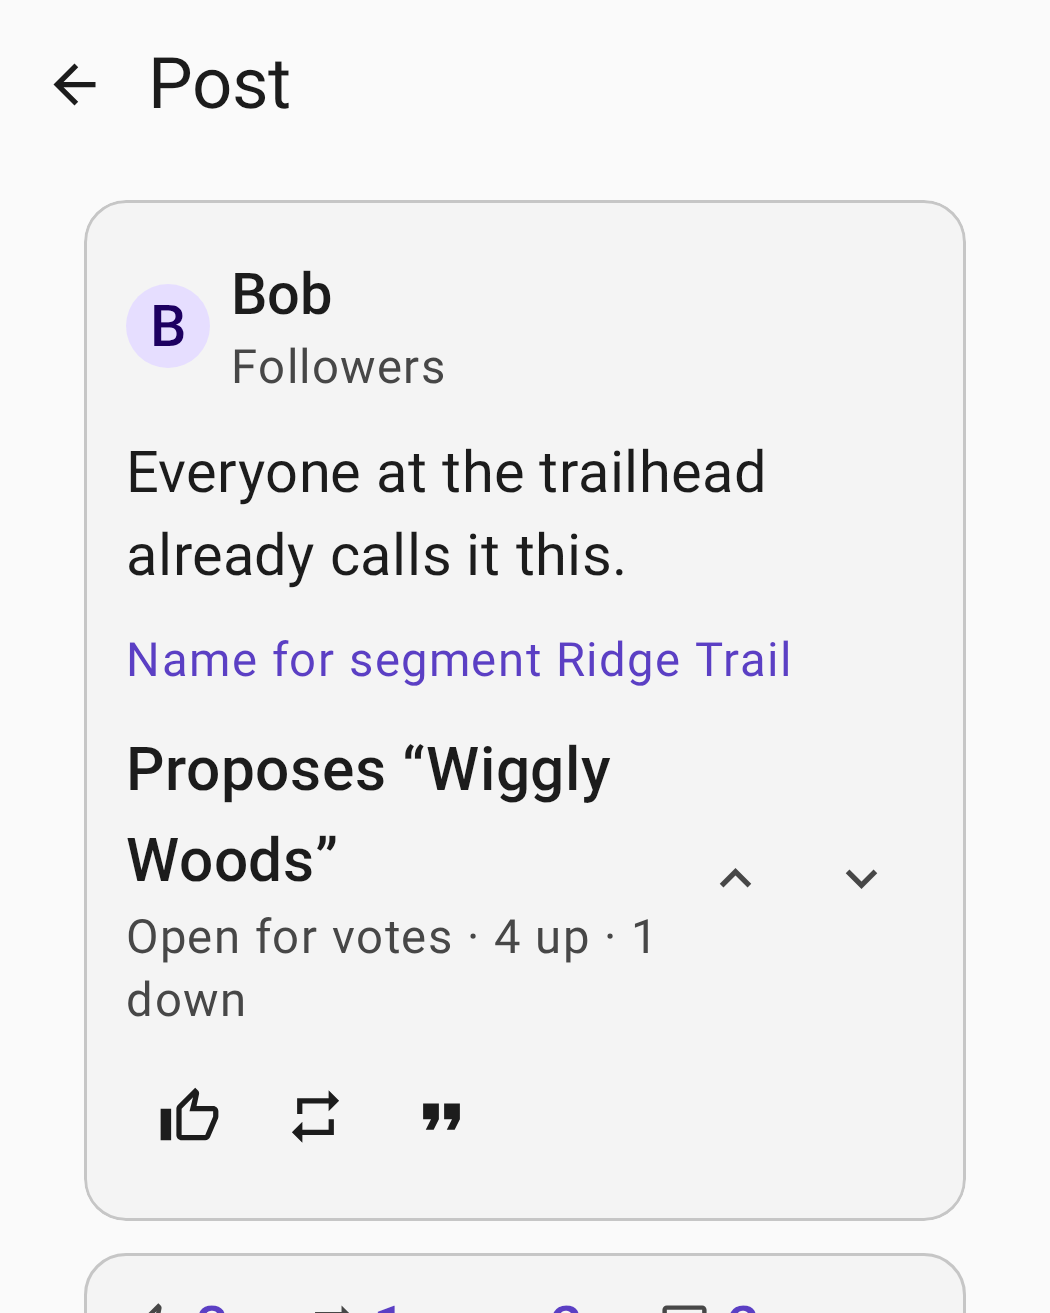 Post
B
Bob
Followers
Everyone at the trailhead
already calls it this.
Name for segment Ridge Trail
Proposes “Wiggly
Woods”
Open for votes · 4 up · 1
down